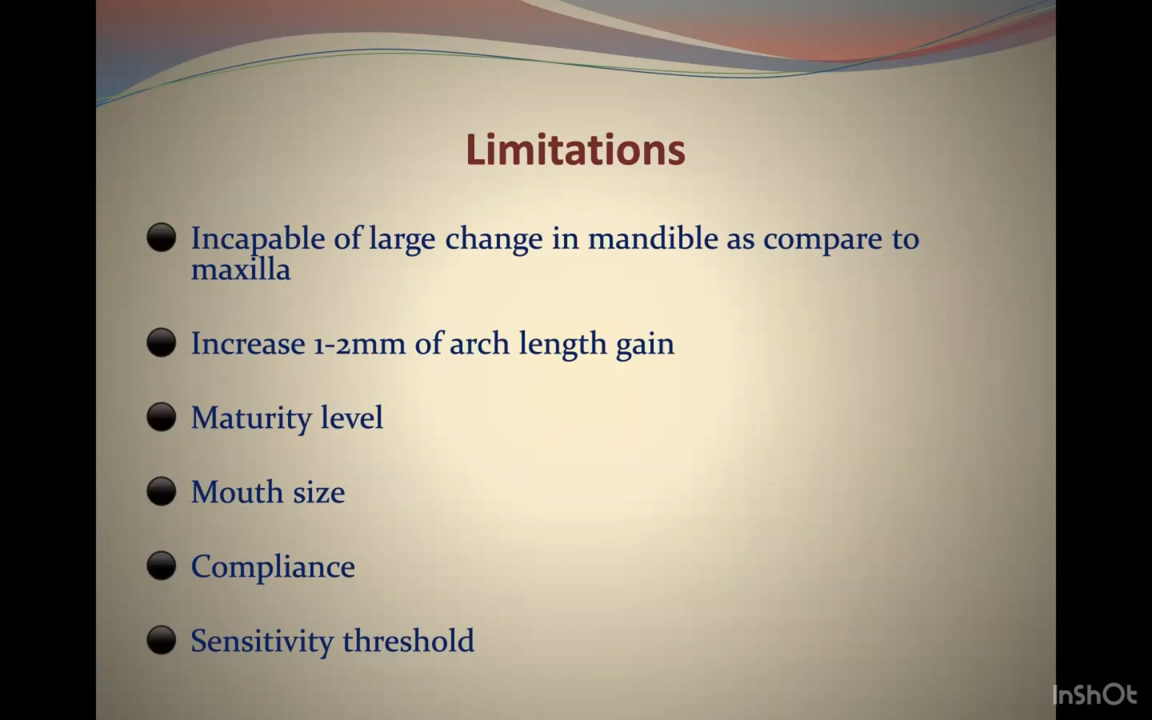 Limitations
Incapable of large change in mandible as compare to
maxilla
Increase 1-2mm of arch length gain
Maturity level
Mouth size
Compliance
Sensitivity threshold
InShOt